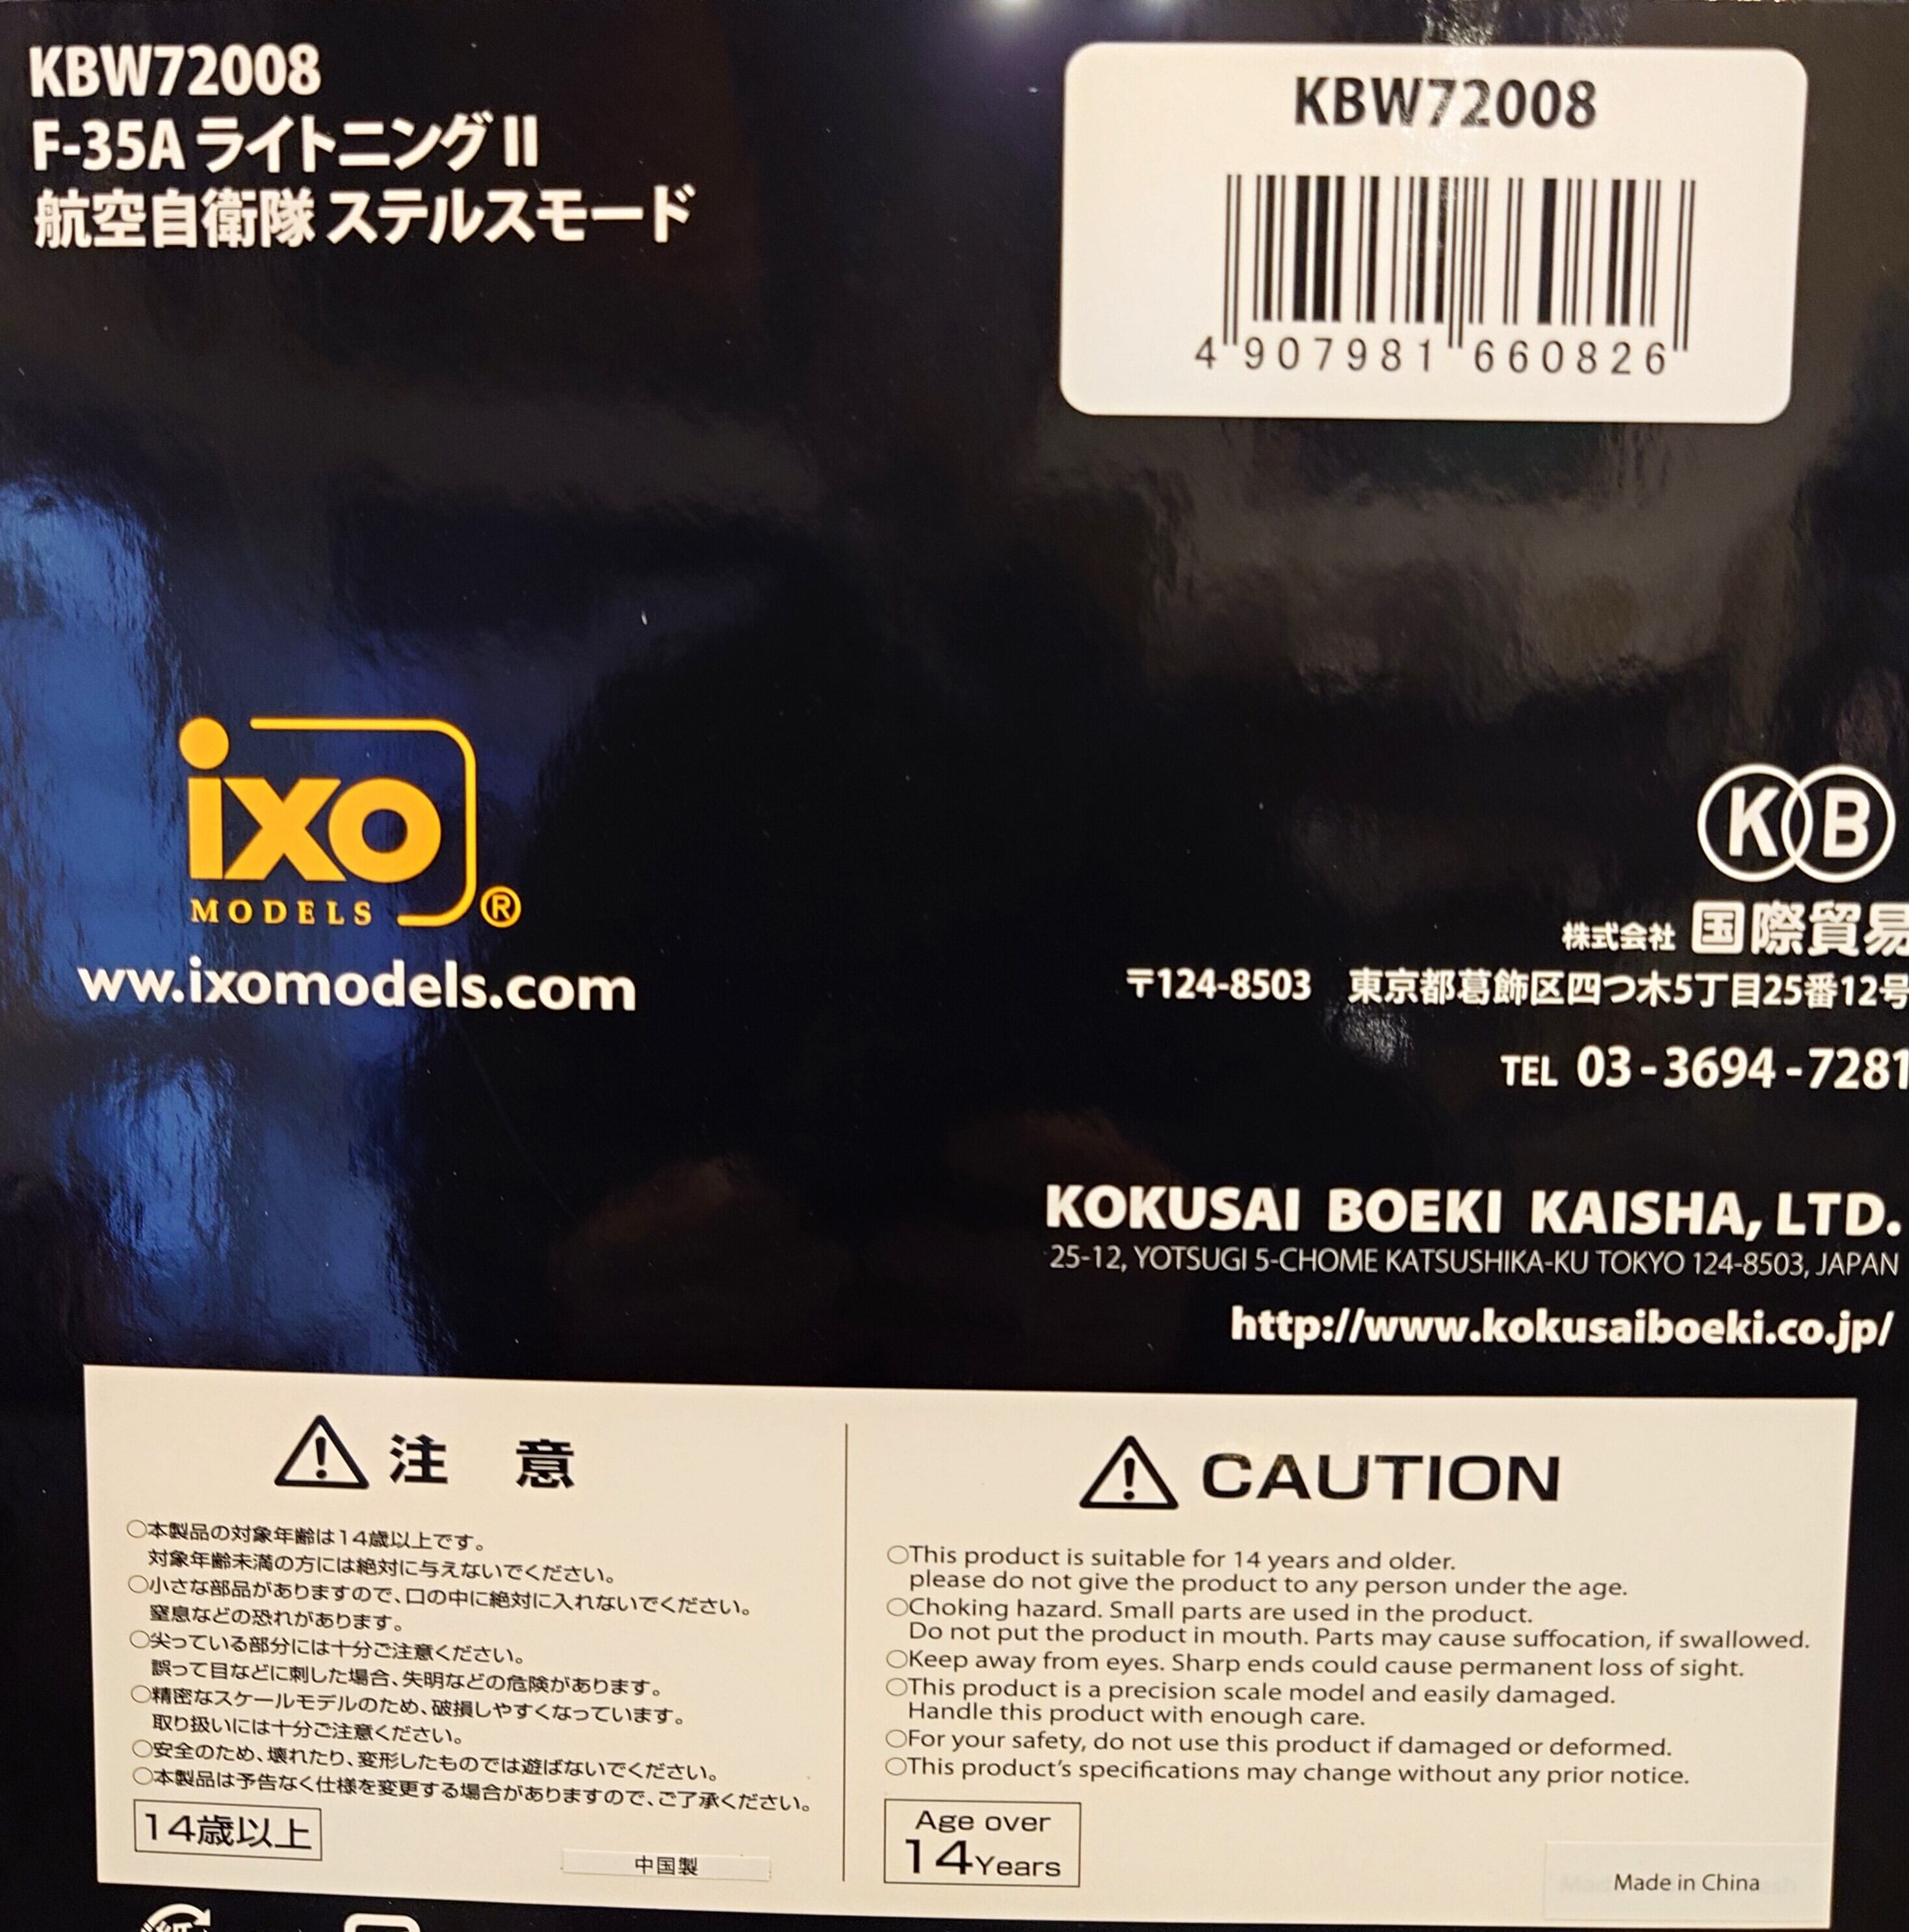 KBW72008
F-35A ライトニング II
航空自衛隊 ステルスモード
KBW72008
4 907981 660826
ixo
MODELS ®
ww.ixomodels.com
KB
株式会社 国際貿易
〒124-8503 東京都葛飾区四つ木5丁目25番12号
TEL 03-3694-7281
KOKUSAI BOEKI KAISHA, LTD.
25-12, YOTSUGI 5-CHOME KATSUSHIKA-KU TOKYO 124-8503, JAPAN
http://www.kokusaiboeki.co.jp/
注 意
○本製品の対象年齢は14歳以上です。
対象年齢未満の方には絶対に与えないでください。
○小さな部品がありますので、口の中に絶対に入れないでください。
窒息などの恐れがあります。
○尖っている部分には十分ご注意ください。
誤って目などに刺した場合、失明などの危険があります。
○精密なスケールモデルのため、破損しやすくなっています。
取り扱いには十分ご注意ください。
○安全のため、壊れたり、変形したものでは遊ばないでください。
○本製品は予告なく仕様を変更する場合がありますので、ご了承ください。
14歳以上
中国製
CAUTION
○This product is suitable for 14 years and older.
please do not give the product to any person under the age.
○Choking hazard. Small parts are used in the product.
Do not put the product in mouth. Parts may cause suffocation, if swallowed.
○Keep away from eyes. Sharp ends could cause permanent loss of sight.
○This product is a precision scale model and easily damaged.
Handle this product with enough care.
○For your safety, do not use this product if damaged or deformed.
○This product's specifications may change without any prior notice.
Age over
14 Years
Made in China